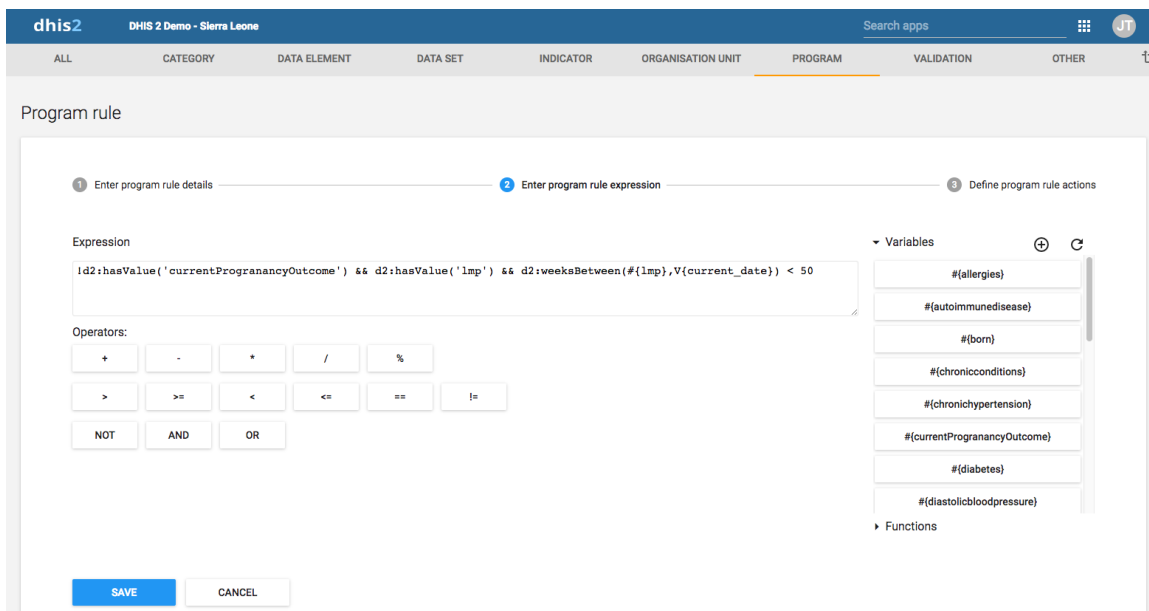 dhis2 DHIS 2 Demo - Sierra Leone Search apps JT
ALL CATEGORY DATA ELEMENT DATA SET INDICATOR ORGANISATION UNIT PROGRAM VALIDATION OTHER
Program rule
1 Enter program rule details 2 Enter program rule expression 3 Define program rule actions
Expression
!d2:hasValue('currentProgranancyOutcome') && d2:hasValue('lmp') && d2:weeksBetween(#{lmp},V{current_date}) < 50
Operators:
+ - * / %
> >= < <= == !=
NOT AND OR
Variables
#{allergies}
#{autoimmunedisease}
#{born}
#{chronicconditions}
#{chronichypertension}
#{currentProgranancyOutcome}
#{diabetes}
#{diastolicbloodpressure}
Functions
SAVE CANCEL